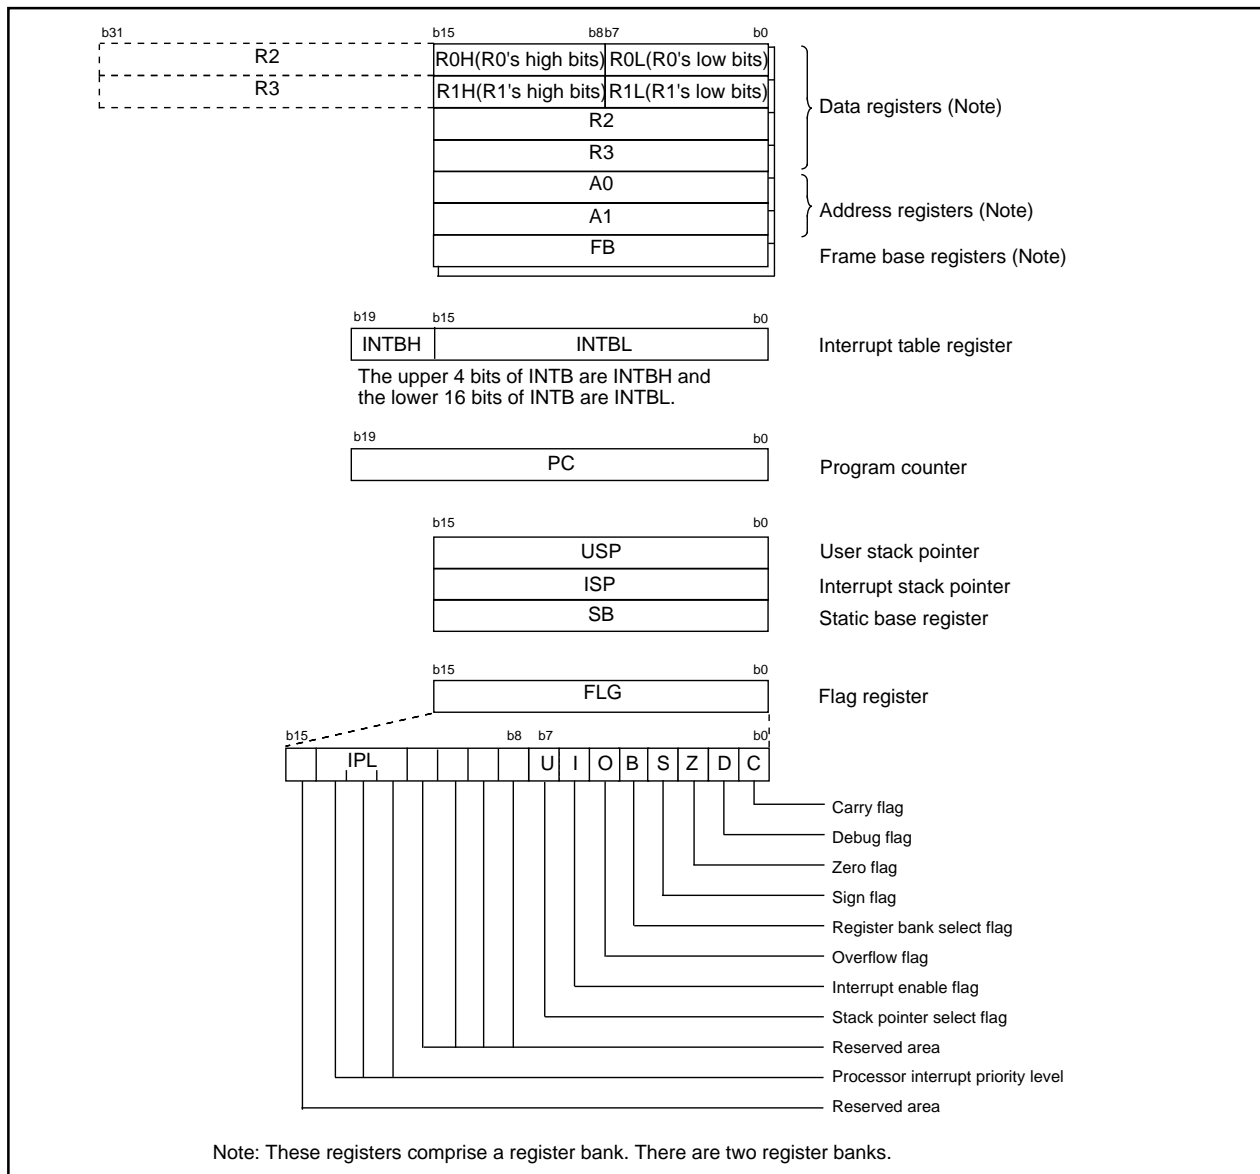 b31 b15 b8b7 b0
R2 R0H(R0's high bits) R0L(R0's low bits)
R3 R1H(R1's high bits) R1L(R1's low bits)
Data registers (Note)
R2
R3
A0
A1
Address registers (Note)
FB
Frame base registers (Note)
b19 b15 b0
INTBH INTBL Interrupt table register
The upper 4 bits of INTB are INTBH and
the lower 16 bits of INTB are INTBL.
b19 b0
PC Program counter
b15 b0
USP User stack pointer
ISP Interrupt stack pointer
SB Static base register
b15 b0
FLG Flag register
b15 b8 b7 b0
IPL U I O B S Z D C
Carry flag
Debug flag
Zero flag
Sign flag
Register bank select flag
Overflow flag
Interrupt enable flag
Stack pointer select flag
Reserved area
Processor interrupt priority level
Reserved area
Note: These registers comprise a register bank. There are two register banks.